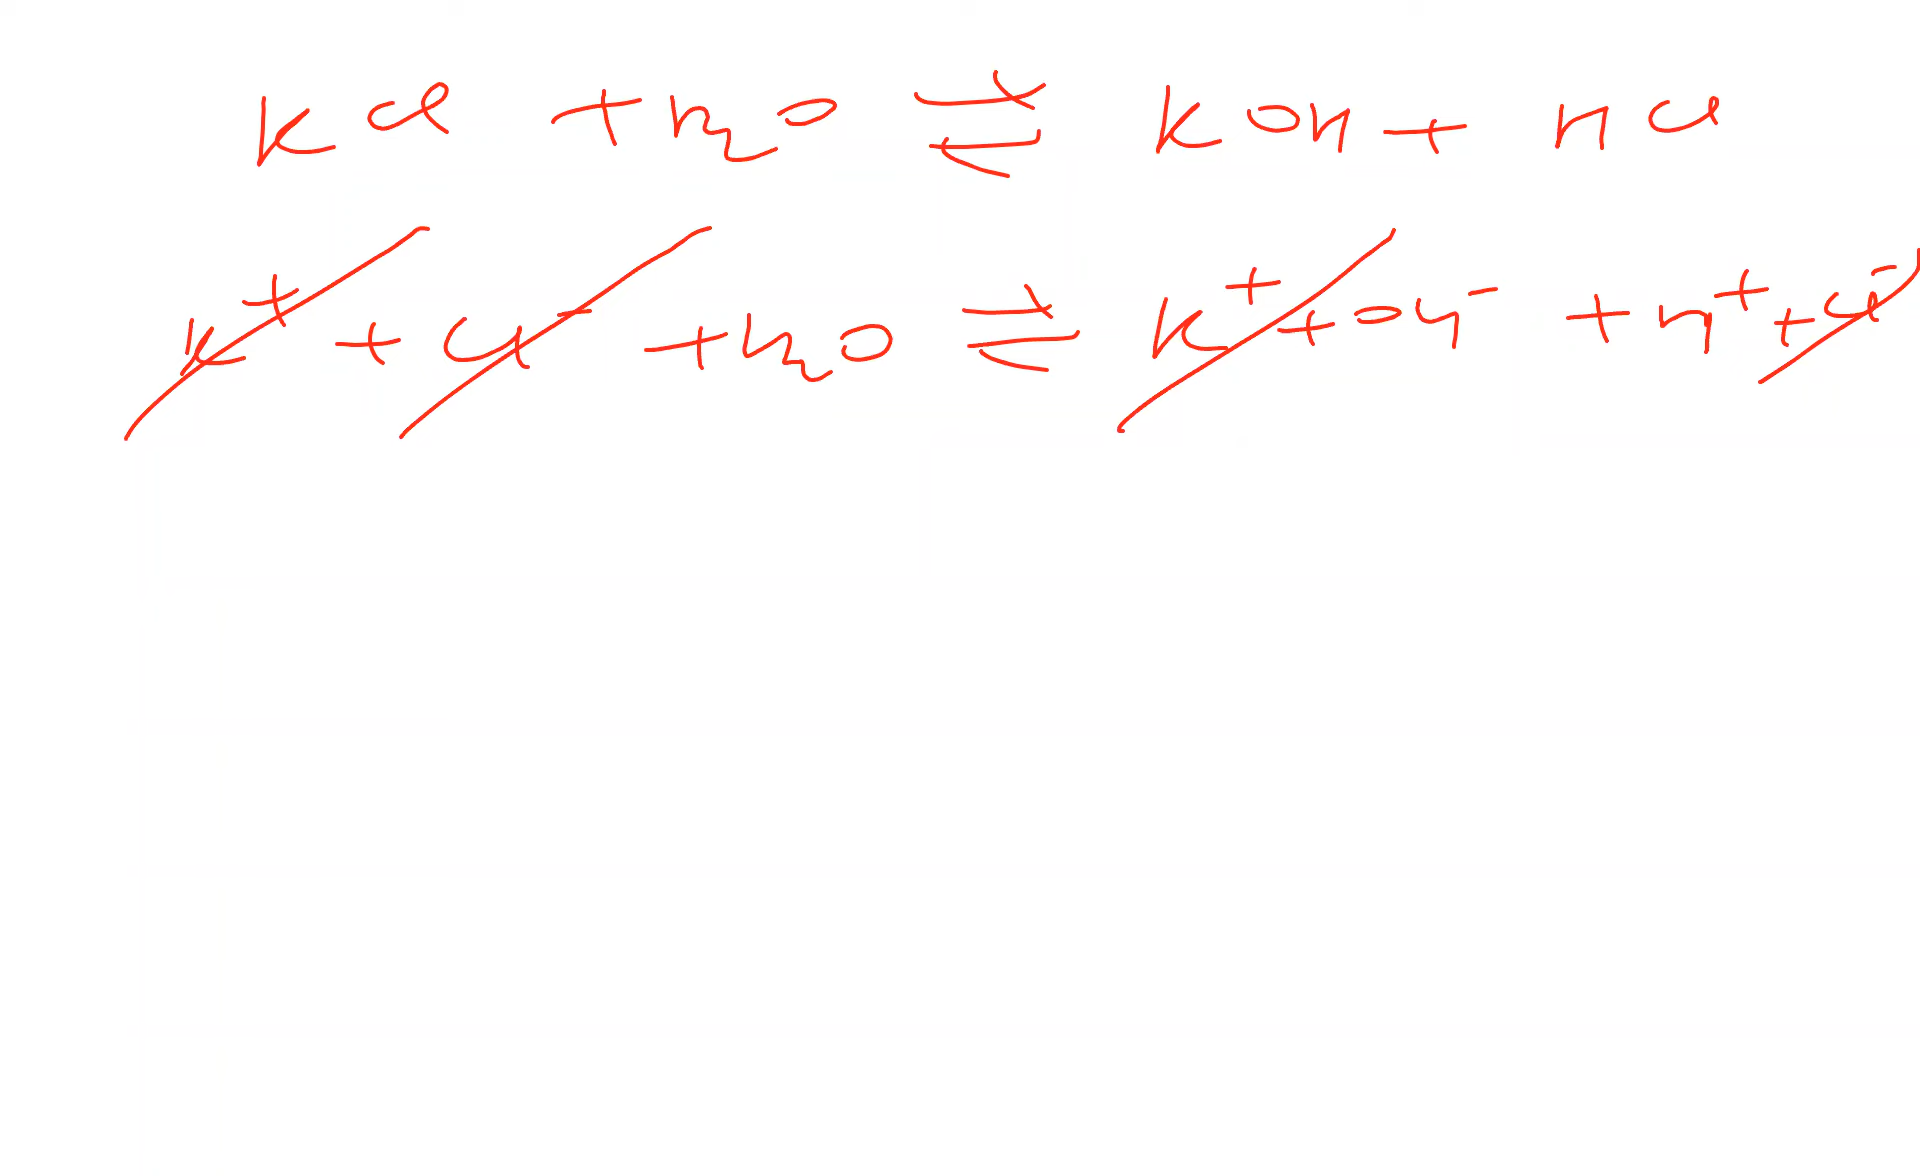 KCl + H₂O ⇌ KOH + HCl
K⁺ + Cl⁻ + H₂O ⇌ K⁺ + OH⁻ + H⁺ + Cl⁻